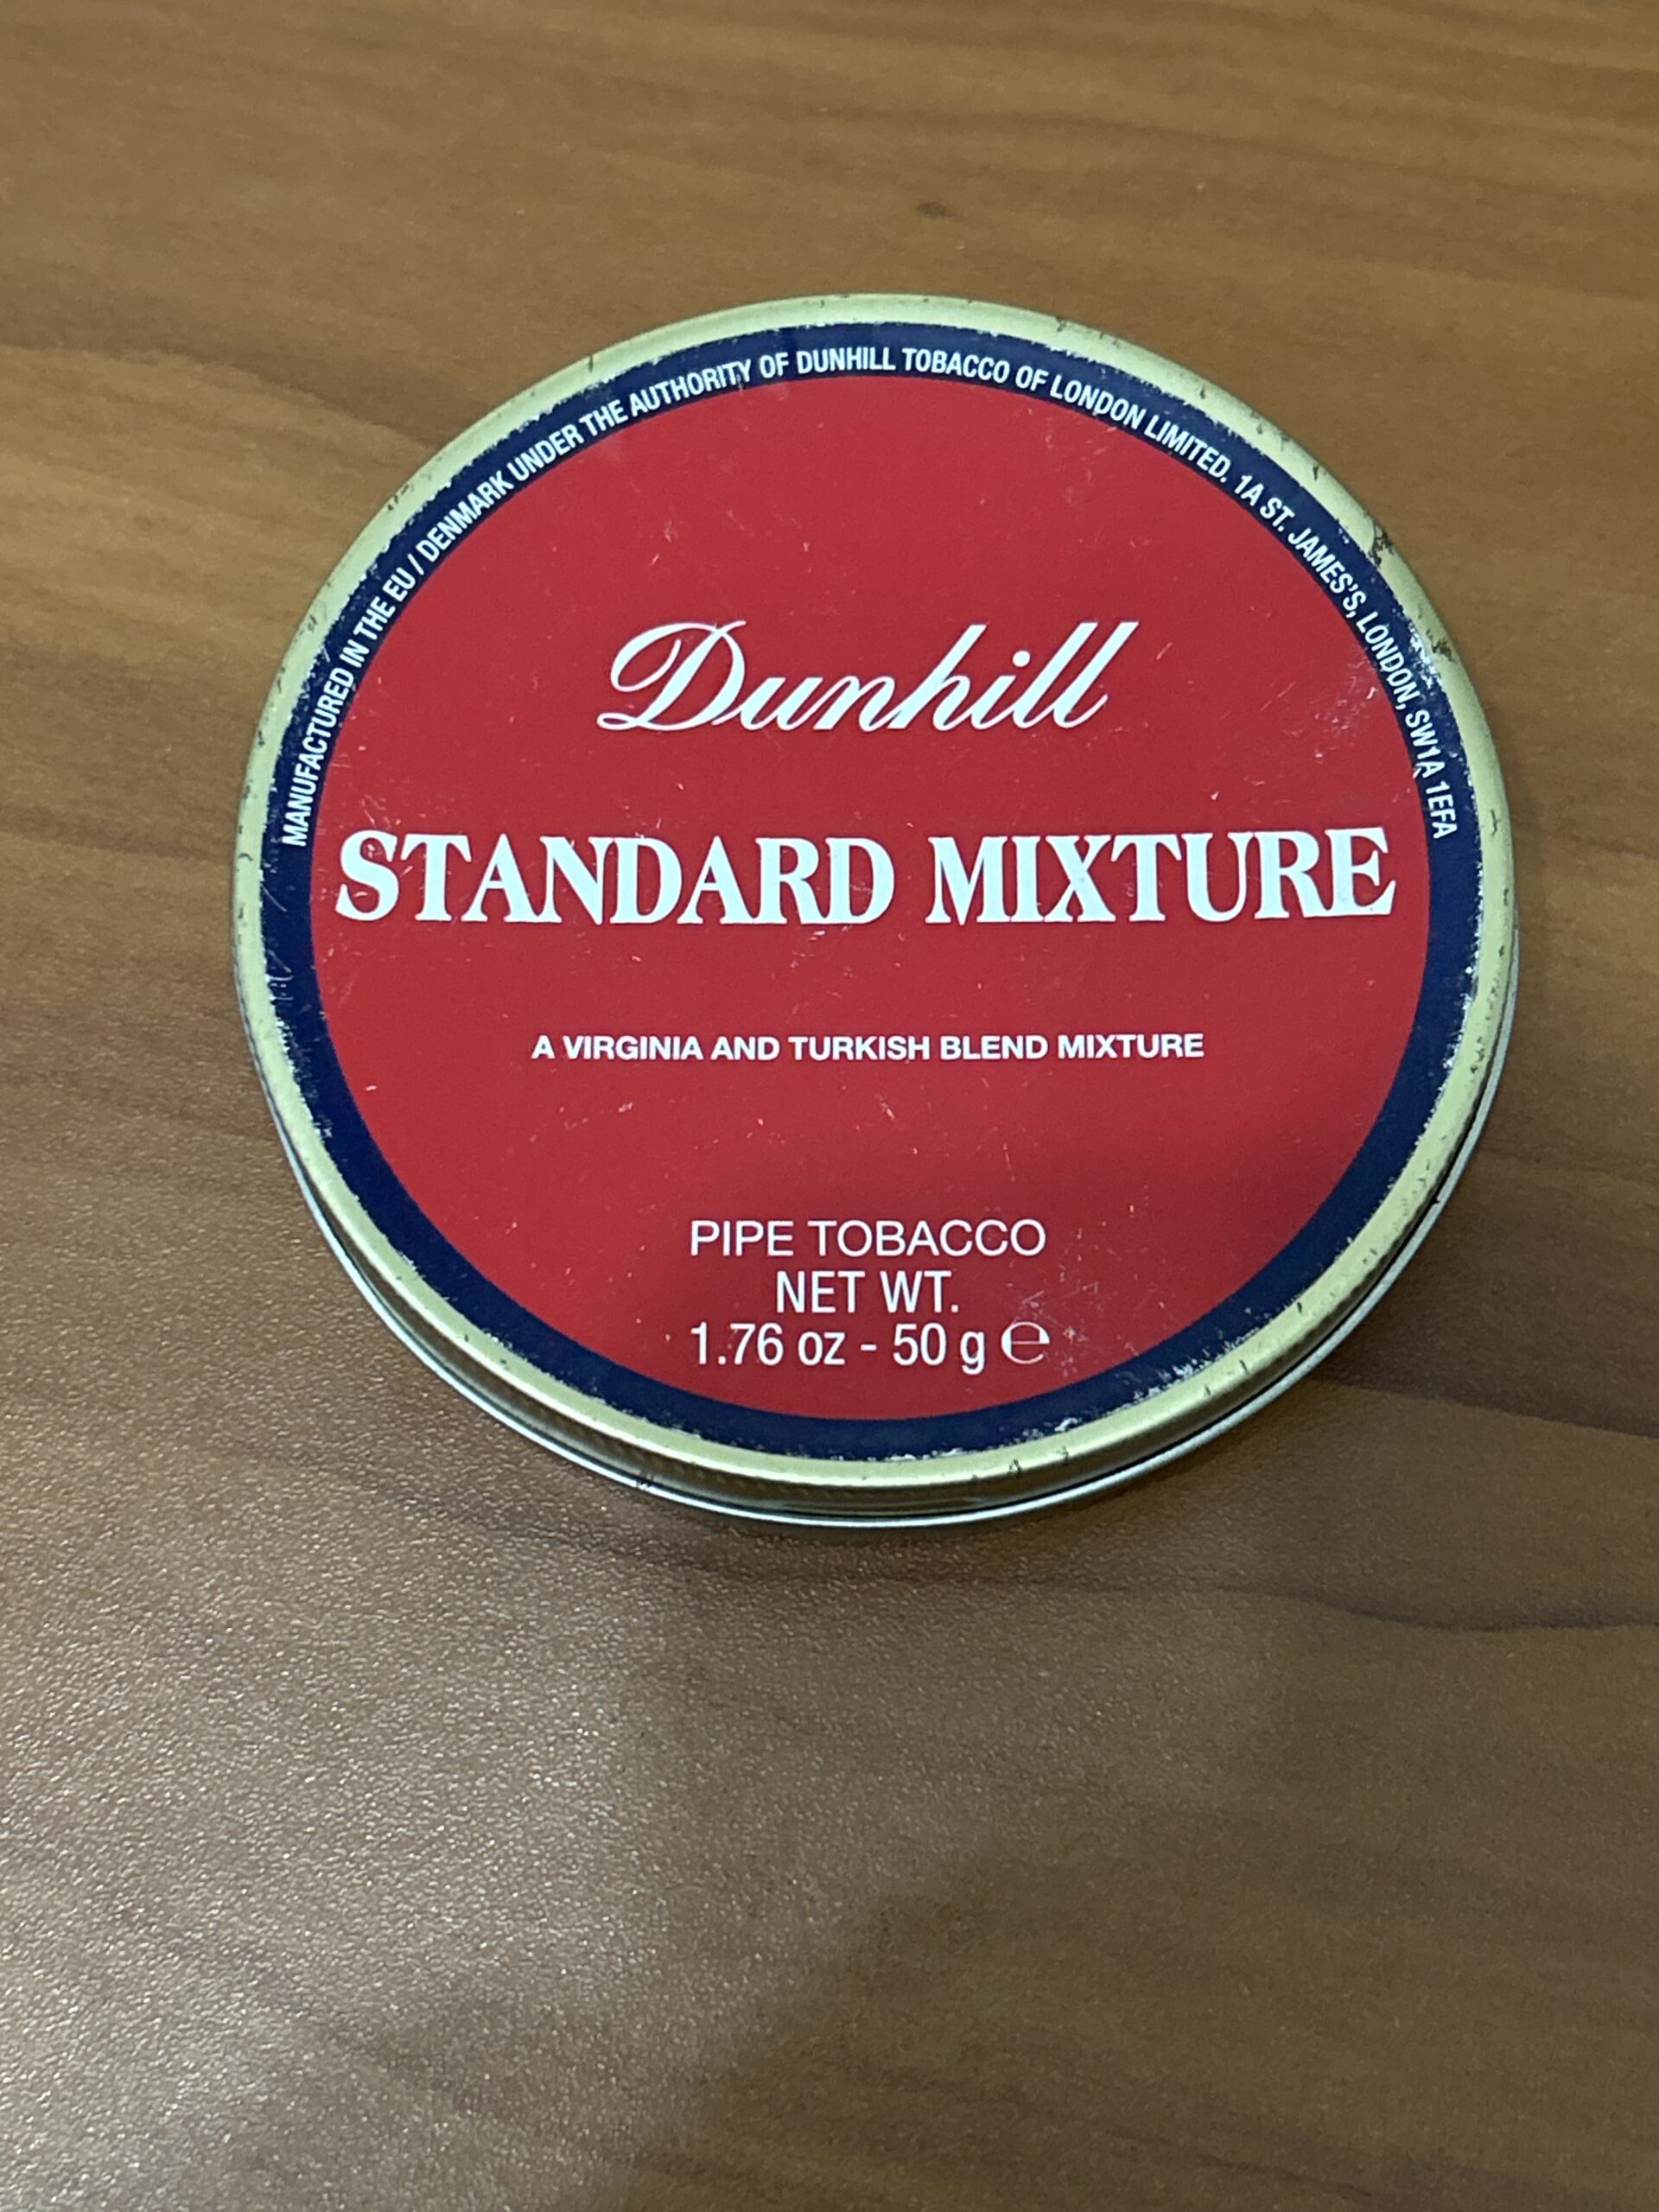 MANUFACTURED IN THE EU / DENMARK UNDER THE AUTHORITY OF DUNHILL TOBACCO OF LONDON LIMITED. 1A ST. JAMES'S, LONDON, SW1A 1EFA
Dunhill
STANDARD MIXTURE
A VIRGINIA AND TURKISH BLEND MIXTURE
PIPE TOBACCO
NET WT.
1.76 oz - 50 g ℮